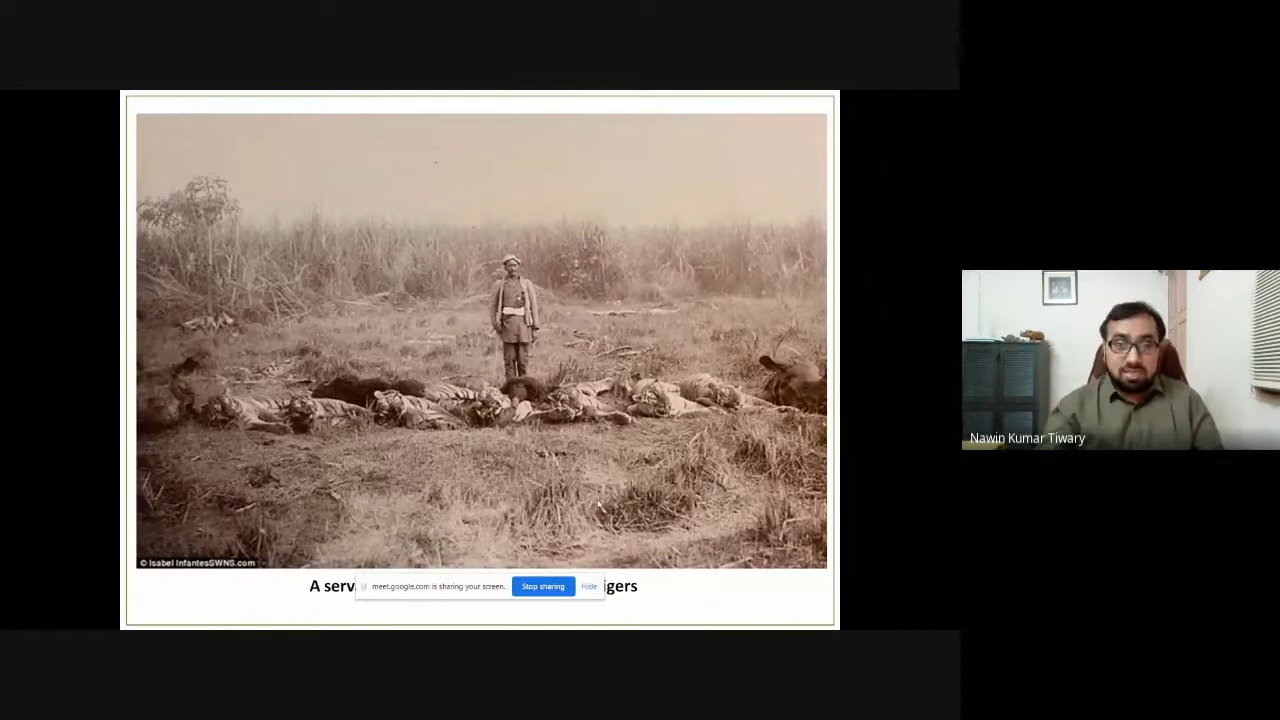 © Isabel InfantesSWNS.com
A serv
meet.google.com is sharing your screen.
Stop sharing
Hide
igers
Nawin Kumar Tiwary